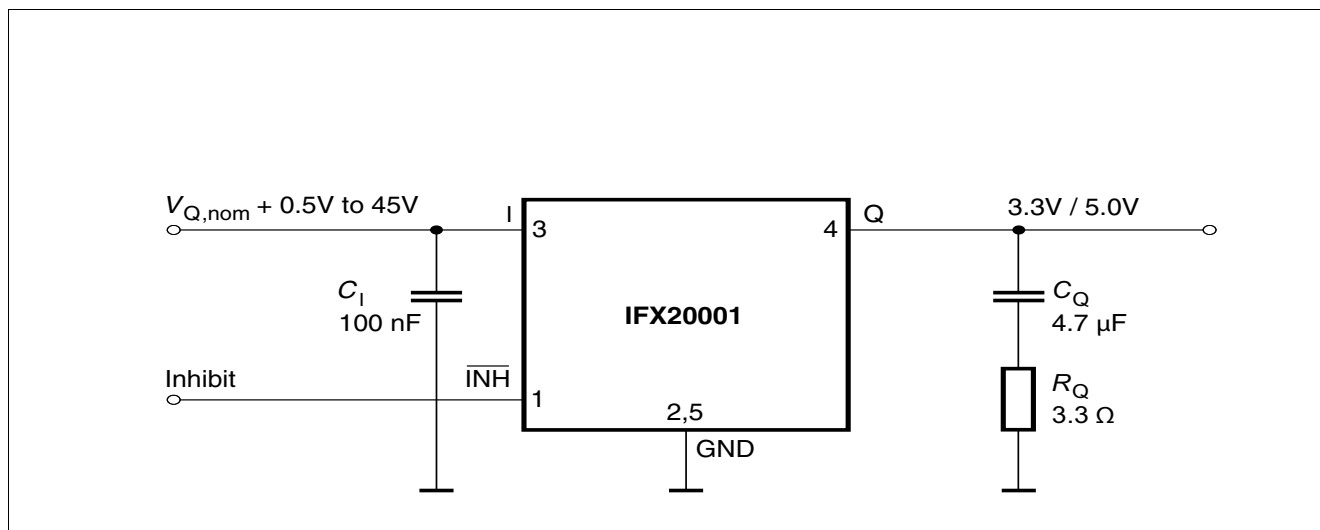 V_Q,nom + 0.5V to 45V
I
3
C_I
100 nF
Inhibit
I̅N̅H̅
1
IFX20001
2,5
GND
4
Q
3.3V / 5.0V
C_Q
4.7 µF
R_Q
3.3 Ω